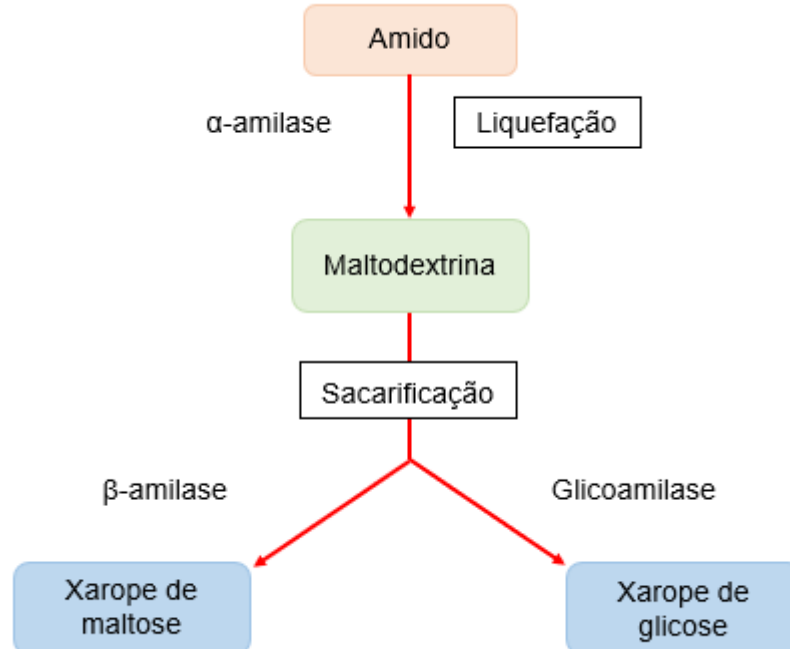 Amido
α-amilase
Liquefação
Maltodextrina
Sacarificação
β-amilase
Glicoamilase
Xarope de
maltose
Xarope de
glicose